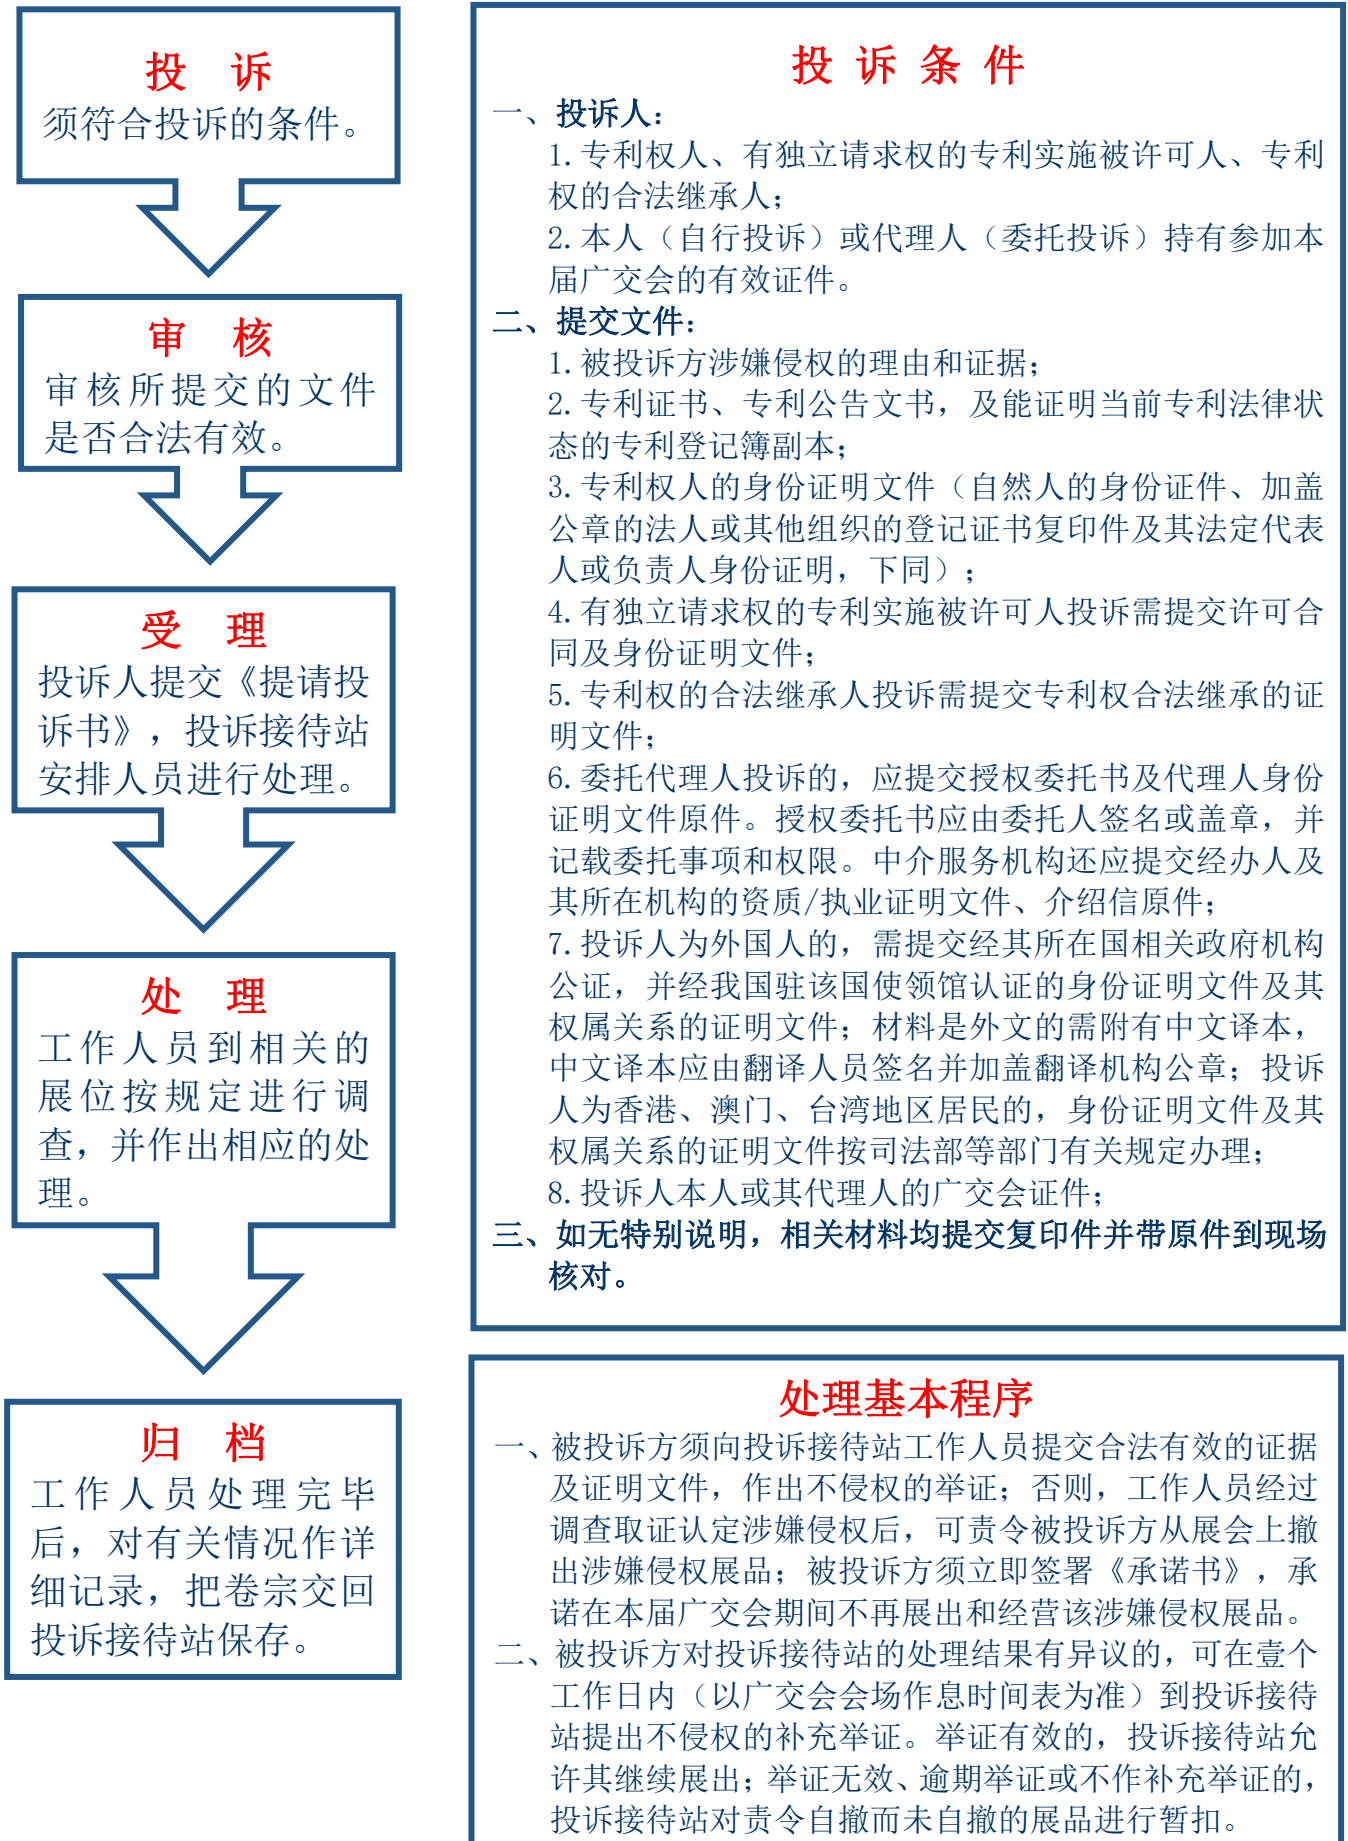 投 诉
须符合投诉的条件。
审 核
审核所提交的文件
是否合法有效。
受 理
投诉人提交《提请投
诉书》，投诉接待站
安排人员进行处理。
处 理
工作人员到相关的
展位按规定进行调
查，并作出相应的处
理。
归 档
工作人员处理完毕
后，对有关情况作详
细记录，把卷宗交回
投诉接待站保存。
投 诉 条 件
一、投诉人：
1.专利权人、有独立请求权的专利实施被许可人、专利
权的合法继承人；
2.本人（自行投诉）或代理人（委托投诉）持有参加本
届广交会的有效证件。
二、提交文件：
1.被投诉方涉嫌侵权的理由和证据；
2.专利证书、专利公告文书，及能证明当前专利法律状
态的专利登记簿副本；
3.专利权人的身份证明文件（自然人的身份证件、加盖
公章的法人或其他组织的登记证书复印件及其法定代表
人或负责人身份证明，下同）；
4.有独立请求权的专利实施被许可人投诉需提交许可合
同及身份证明文件；
5.专利权的合法继承人投诉需提交专利权合法继承的证
明文件；
6.委托代理人投诉的，应提交授权委托书及代理人身份
证明文件原件。授权委托书应由委托人签名或盖章，并
记载委托事项和权限。中介服务机构还应提交经办人及
其所在机构的资质/执业证明文件、介绍信原件；
7.投诉人为外国人的，需提交经其所在国相关政府机构
公证，并经我国驻该国使领馆认证的身份证明文件及其
权属关系的证明文件；材料是外文的需附有中文译本，
中文译本应由翻译人员签名并加盖翻译机构公章；投诉
人为香港、澳门、台湾地区居民的，身份证明文件及其
权属关系的证明文件按司法部等部门有关规定办理；
8.投诉人本人或其代理人的广交会证件；
三、如无特别说明，相关材料均提交复印件并带原件到现场
核对。
处理基本程序
一、被投诉方须向投诉接待站工作人员提交合法有效的证据
及证明文件，作出不侵权的举证；否则，工作人员经过
调查取证认定涉嫌侵权后，可责令被投诉方从展会上撤
出涉嫌侵权展品；被投诉方须立即签署《承诺书》，承
诺在本届广交会期间不再展出和经营该涉嫌侵权展品。
二、被投诉方对投诉接待站的处理结果有异议的，可在壹个
工作日内（以广交会会场作息时间表为准）到投诉接待
站提出不侵权的补充举证。举证有效的，投诉接待站允
许其继续展出；举证无效、逾期举证或不作补充举证的，
投诉接待站对责令自撤而未自撤的展品进行暂扣。